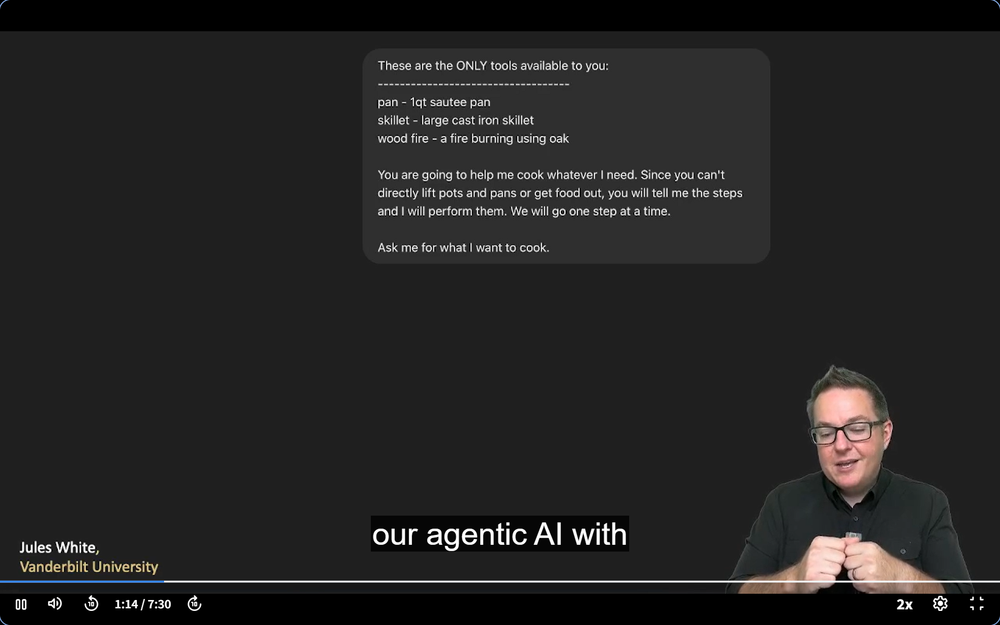 These are the ONLY tools available to you:
-----------------------------------
pan - 1qt sautee pan
skillet - large cast iron skillet
wood fire - a fire burning using oak
You are going to help me cook whatever I need. Since you can't
directly lift pots and pans or get food out, you will tell me the steps
and I will perform them. We will go one step at a time.
Ask me for what I want to cook.
our agentic AI with
Jules White,
Vanderbilt University
10
1:14 / 7:30
10
2x